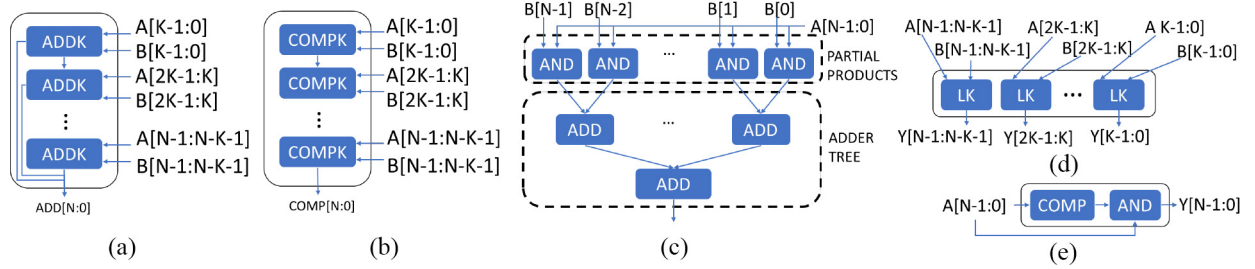 ADDK A[K-1:0]
B[K-1:0]
ADDK A[2K-1:K]
B[2K-1:K]
⋮
ADDK A[N-1:N-K-1]
B[N-1:N-K-1]
ADD[N:0]
(a)
COMPK A[K-1:0]
B[K-1:0]
COMPK A[2K-1:K]
B[2K-1:K]
⋮
COMPK A[N-1:N-K-1]
B[N-1:N-K-1]
COMP[N:0]
(b)
B[N-1] B[N-2] B[1] B[0] A[N-1:0]
AND AND ... AND AND
PARTIAL
PRODUCTS
ADD ... ADD
ADDER
TREE
ADD
(c)
A[N-1:N-K-1] A[2K-1:K] A K-1:0]
B[N-1:N-K-1] B[2K-1:K] B[K-1:0]
LK LK ••• LK
Y[N-1:N-K-1] Y[2K-1:K] Y[K-1:0]
(d)
A[N-1:0] COMP AND Y[N-1:0]
(e)